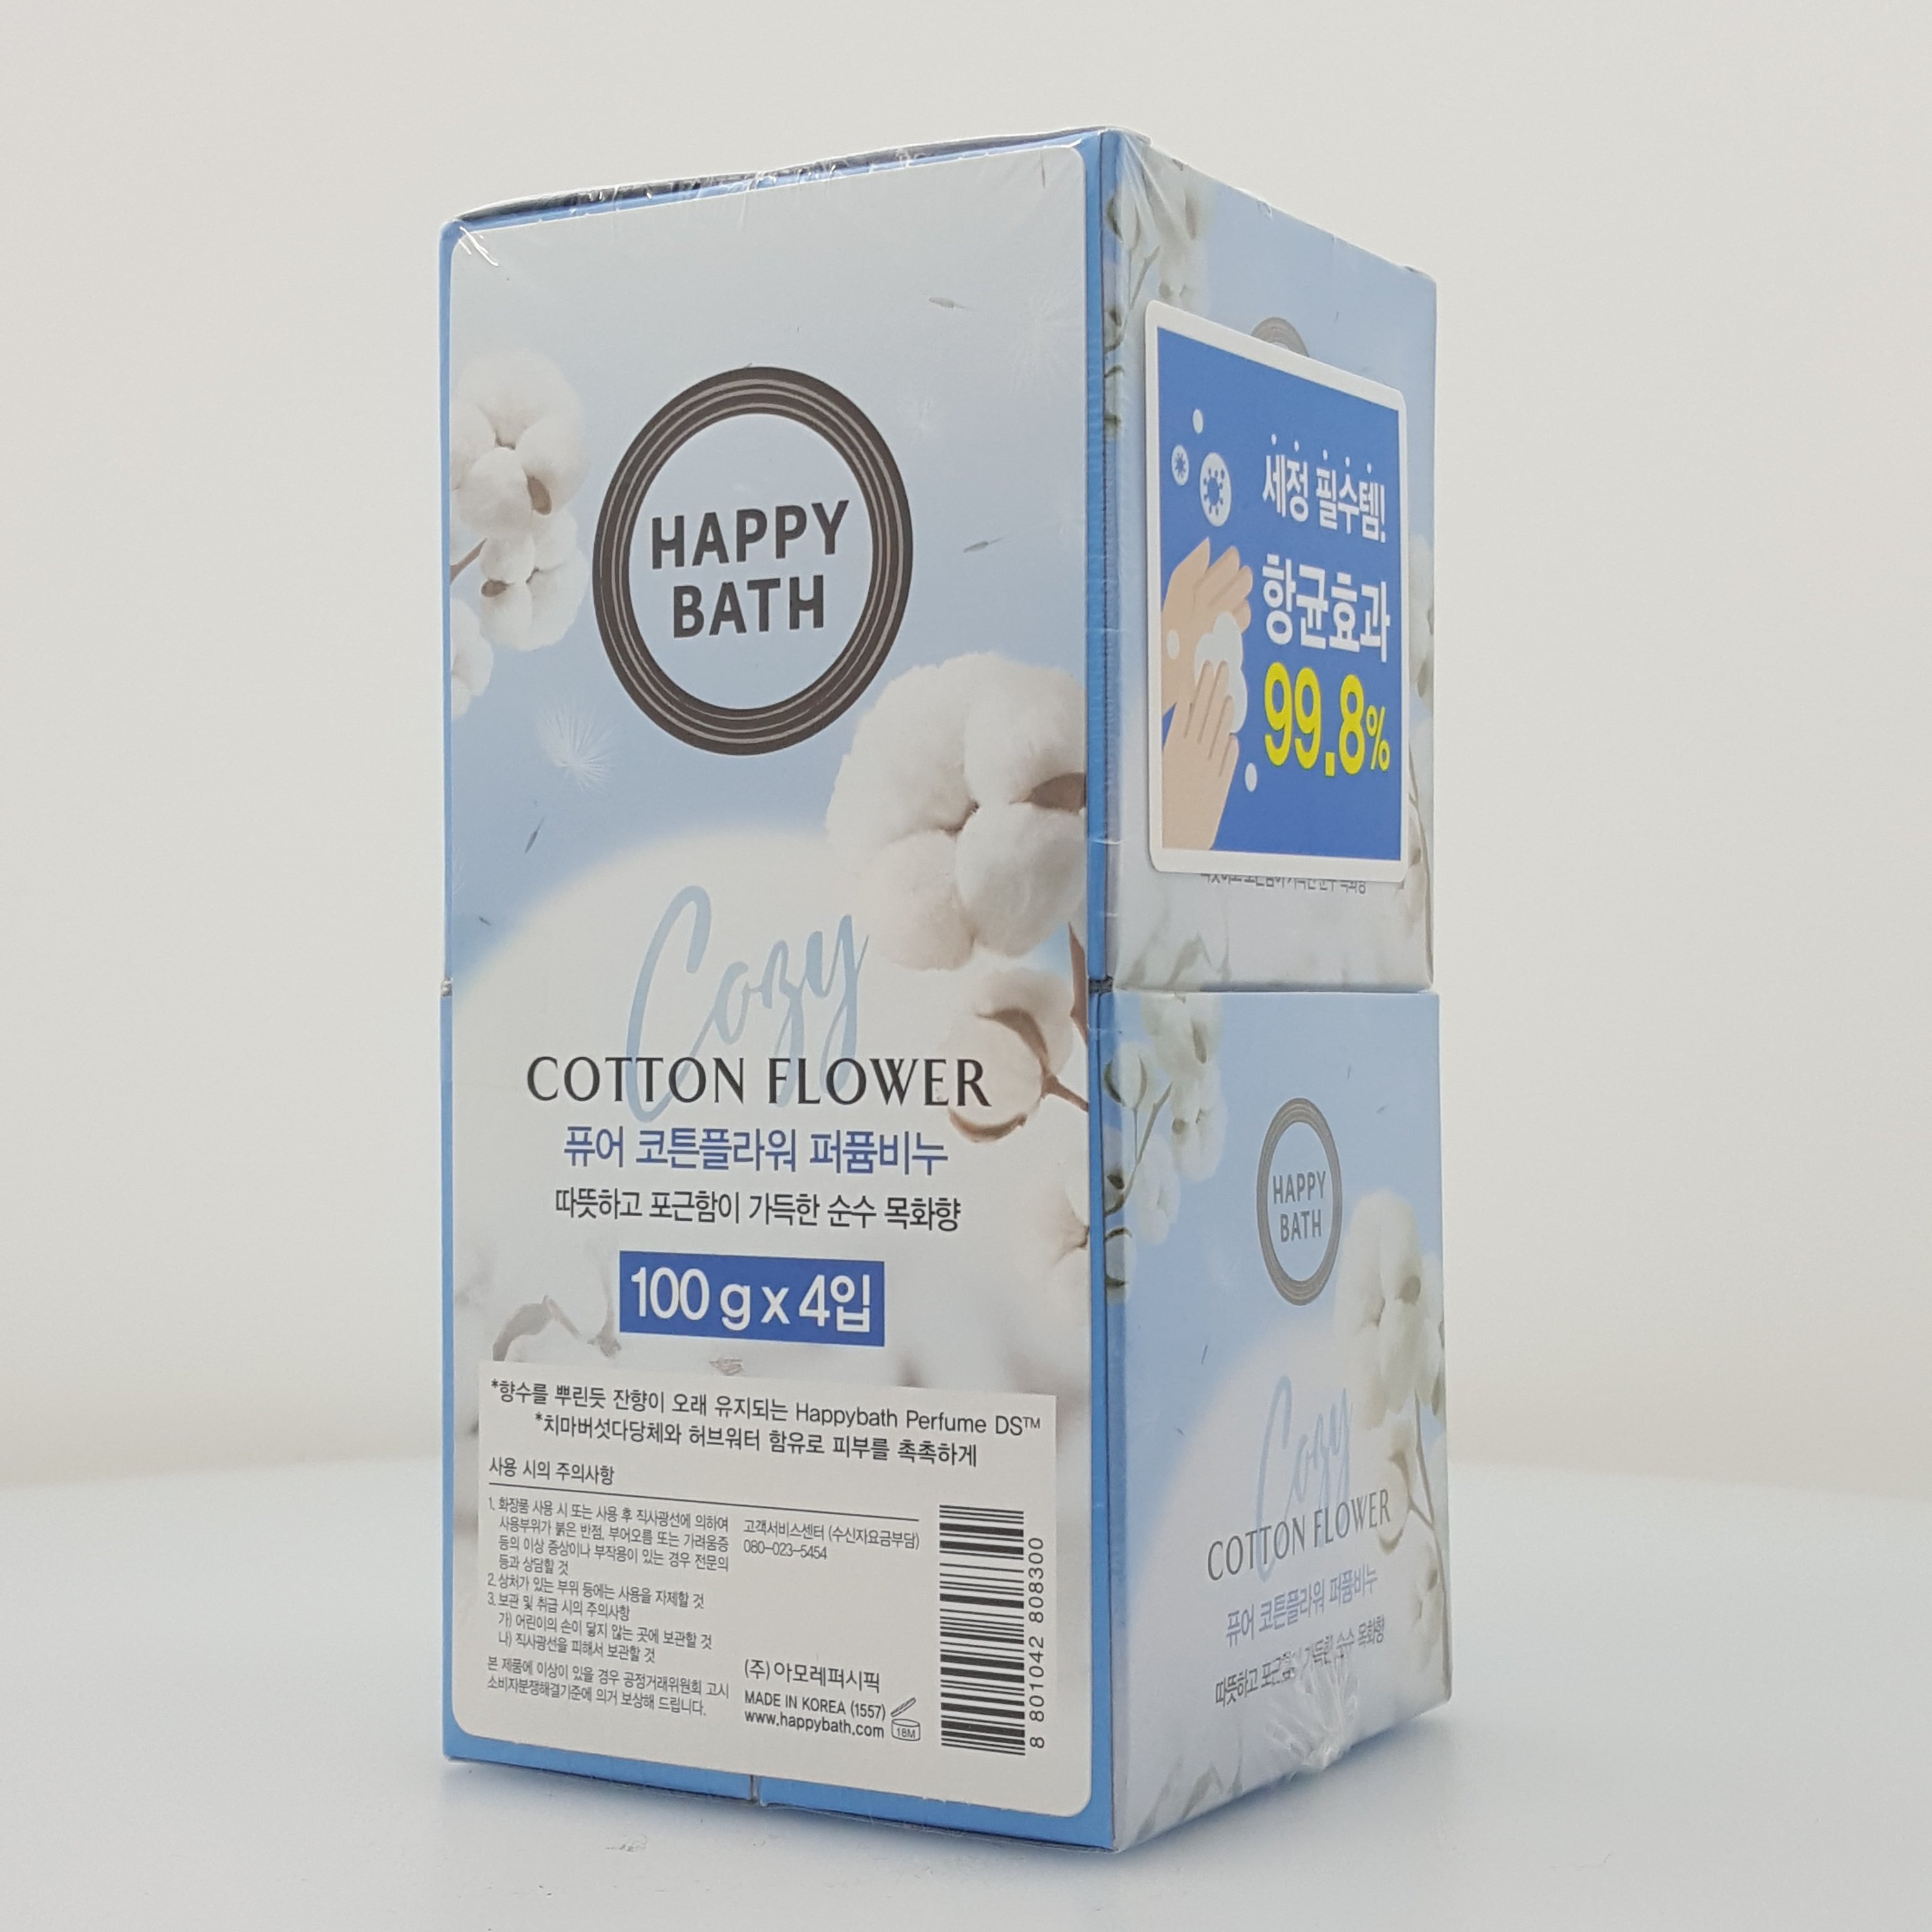 HAPPY
BATH
Cozy
COTTON FLOWER
퓨어 코튼플라워 퍼퓸비누
따뜻하고 포근함이 가득한 순수 목화향
100 g x 4입
*향수를 뿌린듯 잔향이 오래 유지되는 Happybath Perfume DS™
*치마버섯다당체와 허브워터 함유로 피부를 촉촉하게
사용 시의 주의사항
1. 화장품 사용 시 또는 사용 후 직사광선에 의하여
사용부위가 붉은 반점, 부어오름 또는 가려움증
등의 이상 증상이나 부작용이 있는 경우 전문의
등과 상담할 것
2. 상처가 있는 부위 등에는 사용을 자제할 것
3. 보관 및 취급 시의 주의사항
가) 어린이의 손이 닿지 않는 곳에 보관할 것
나) 직사광선을 피해서 보관할 것
본 제품에 이상이 있을 경우 공정거래위원회 고시
소비자분쟁해결기준에 의거 보상해 드립니다.
고객서비스센터 (수신자요금부담)
080-023-5454
(주) 아모레퍼시픽
MADE IN KOREA (1557)
www.happybath.com
18M
8 801042 808300
세정 필수템!
항균효과
99.8%
HAPPY
BATH
Cozy
COTTON FLOWER
퓨어 코튼플라워 퍼퓸비누
따뜻하고 포근함이 가득한 순수 목화향